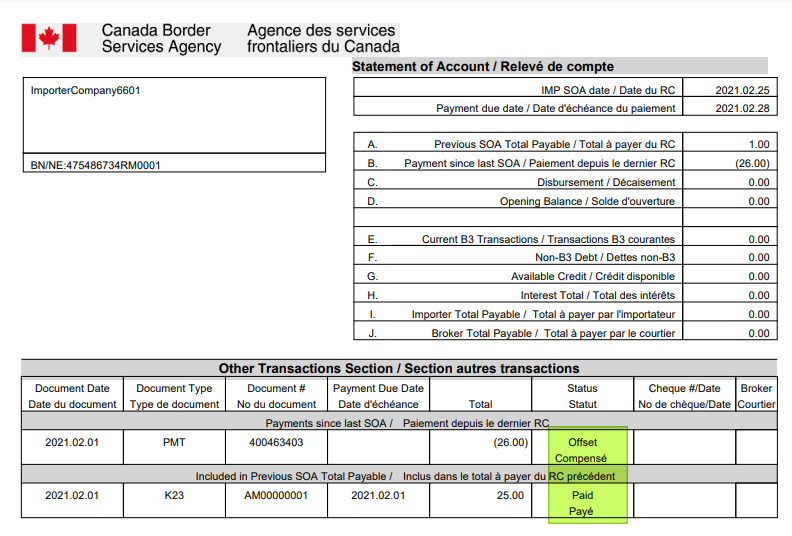 Canada Border Services Agency
Agence des services frontaliers du Canada
Statement of Account / Relevé de compte
ImporterCompany6601
BN/NE:475486734RM0001
IMP SOA date / Date du RC 2021.02.25
Payment due date / Date d'échéance du paiement 2021.02.28
A. Previous SOA Total Payable / Total à payer du RC 1.00
B. Payment since last SOA / Paiement depuis le dernier RC (26.00)
C. Disbursement / Décaisement 0.00
D. Opening Balance / Solde d'ouverture 0.00
E. Current B3 Transactions / Transactions B3 courantes 0.00
F. Non-B3 Debt / Dettes non-B3 0.00
G. Available Credit / Crédit disponible 0.00
H. Interest Total / Total des intérêts 0.00
I. Importer Total Payable / Total à payer par l'importateur 0.00
J. Broker Total Payable / Total à payer par le courtier 0.00
Other Transactions Section / Section autres transactions
Document Date Document Type Document # Payment Due Date Status Cheque #/Date Broker
Date du document Type de document No du document Date d'échéance Total Statut No de chèque/Date Courtier
Payments since last SOA / Paiement depuis le dernier RC
2021.02.01 PMT 400463403 (26.00) Offset
Compensé
Included in Previous SOA Total Payable / Inclus dans le total à payer du RC précédent
2021.02.01 K23 AM00000001 2021.02.01 25.00 Paid
Payé